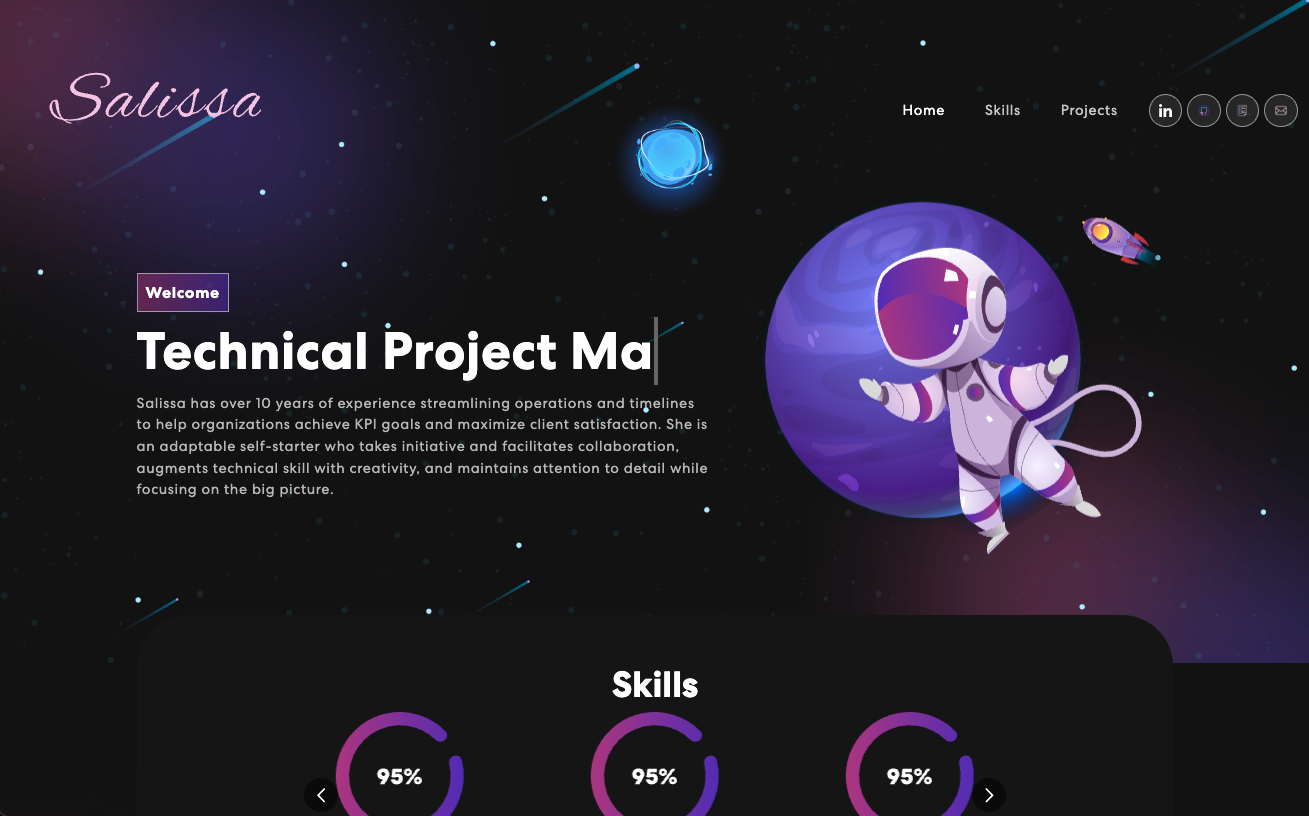 Salissa
Home Skills Projects in
Welcome
Technical Project Ma
Salissa has over 10 years of experience streamlining operations and timelines
to help organizations achieve KPI goals and maximize client satisfaction. She is
an adaptable self-starter who takes initiative and facilitates collaboration,
augments technical skill with creativity, and maintains attention to detail while
focusing on the big picture.
Skills
95% 95% 95%